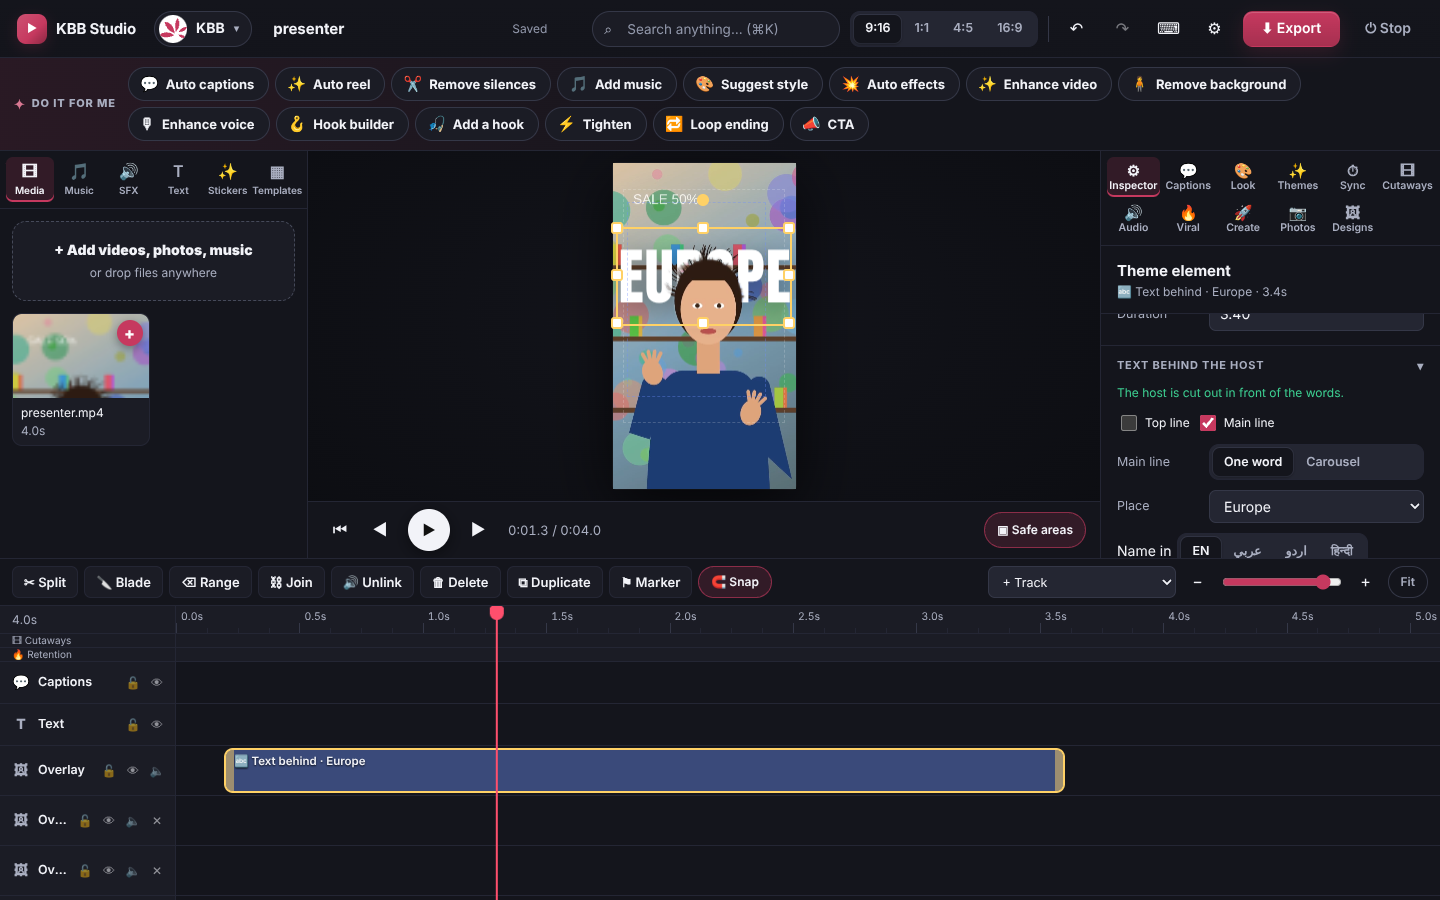 KBB Studio
KBB
presenter
Saved
Search anything... (⌘K)
9:16
1:1
4:5
16:9
Export
Stop
DO IT FOR ME
Auto captions
Auto reel
Remove silences
Add music
Suggest style
Auto effects
Enhance video
Remove background
Enhance voice
Hook builder
Add a hook
Tighten
Loop ending
CTA
Media
Music
SFX
Text
Stickers
Templates
+ Add videos, photos, music
or drop files anywhere
presenter.mp4
4.0s
SALE 50%
EUROPE
0:01.3 / 0:04.0
Safe areas
Inspector
Captions
Look
Themes
Sync
Cutaways
Audio
Viral
Create
Photos
Designs
Theme element
Text behind · Europe · 3.4s
Duration
3.40
TEXT BEHIND THE HOST
The host is cut out in front of the words.
Top line
Main line
Main line
One word
Carousel
Place
Europe
Name in
EN
عربي
اردو
हिन्दी
Split
Blade
Range
Join
Unlink
Delete
Duplicate
Marker
Snap
+ Track
−
+
Fit
4.0s
0.0s
0.5s
1.0s
1.5s
2.0s
2.5s
3.0s
3.5s
4.0s
4.5s
5.0s
Cutaways
Retention
Captions
T Text
Overlay
Text behind · Europe
Ov...
Ov...